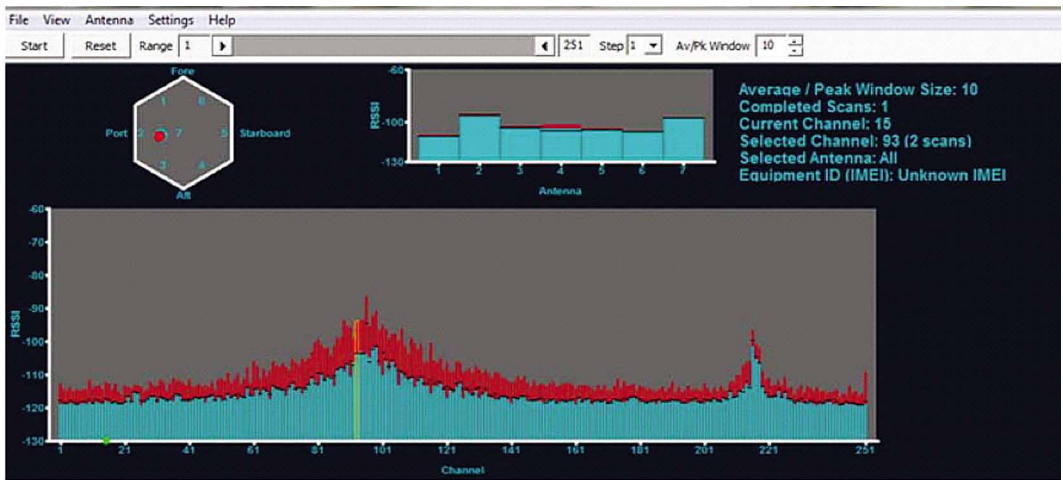 File View Antenna Settings Help
Start Reset Range 1 251 Step 1 Av/Pk Window 10
Fore
1 6
Port 2 7 5 Starboard
3 4
Aft
-60
-100
-130
RSSI
1 2 3 4 5 6 7
Antenna
Average / Peak Window Size: 10
Completed Scans: 1
Current Channel: 15
Selected Channel: 93 (2 scans)
Selected Antenna: All
Equipment ID (IMEI): Unknown IMEI
-60
-70
-80
-90
-100
-110
-120
-130
RSSI
1 21 41 61 81 101 121 141 161 181 201 221 251
Channel